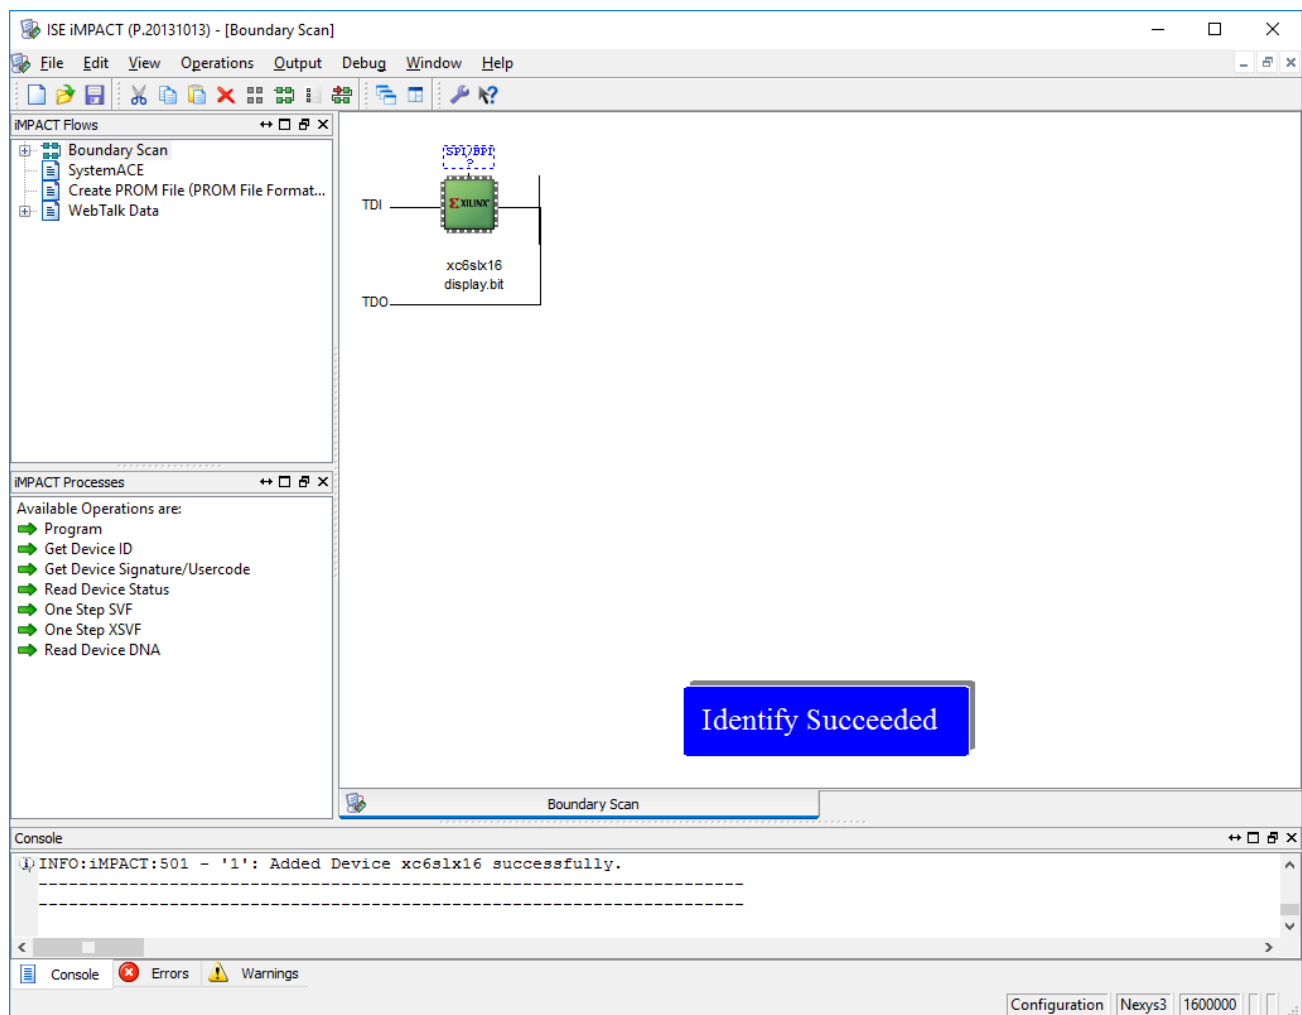 ISE iMPACT (P.20131013) - [Boundary Scan]
File Edit View Operations Output Debug Window Help
iMPACT Flows
Boundary Scan
SystemACE
Create PROM File (PROM File Format...
WebTalk Data
SPI/BPI
?
TDI
XILINX
xc6slx16
display.bit
TDO
iMPACT Processes
Available Operations are:
Program
Get Device ID
Get Device Signature/Usercode
Read Device Status
One Step SVF
One Step XSVF
Read Device DNA
Identify Succeeded
Boundary Scan
Console
INFO:iMPACT:501 - '1': Added Device xc6slx16 successfully.
----------------------------------------------------------------------
----------------------------------------------------------------------
Console Errors Warnings
Configuration Nexys3 1600000